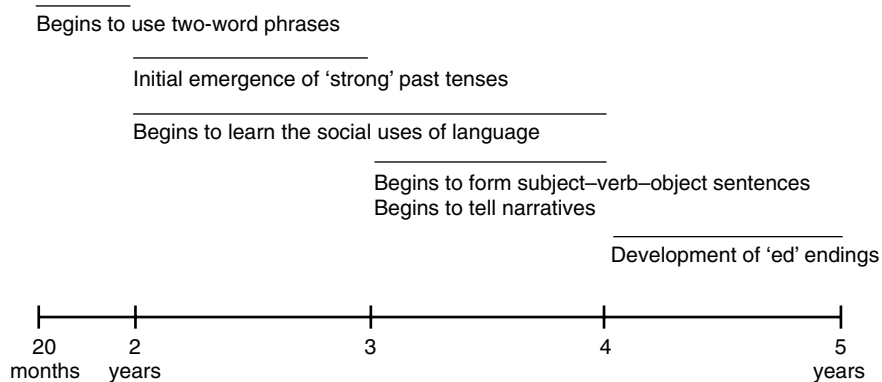 Begins to use two-word phrases
Initial emergence of ‘strong’ past tenses
Begins to learn the social uses of language
Begins to form subject–verb–object sentences
Begins to tell narratives
Development of ‘ed’ endings
20 2 3 4 5
months years years